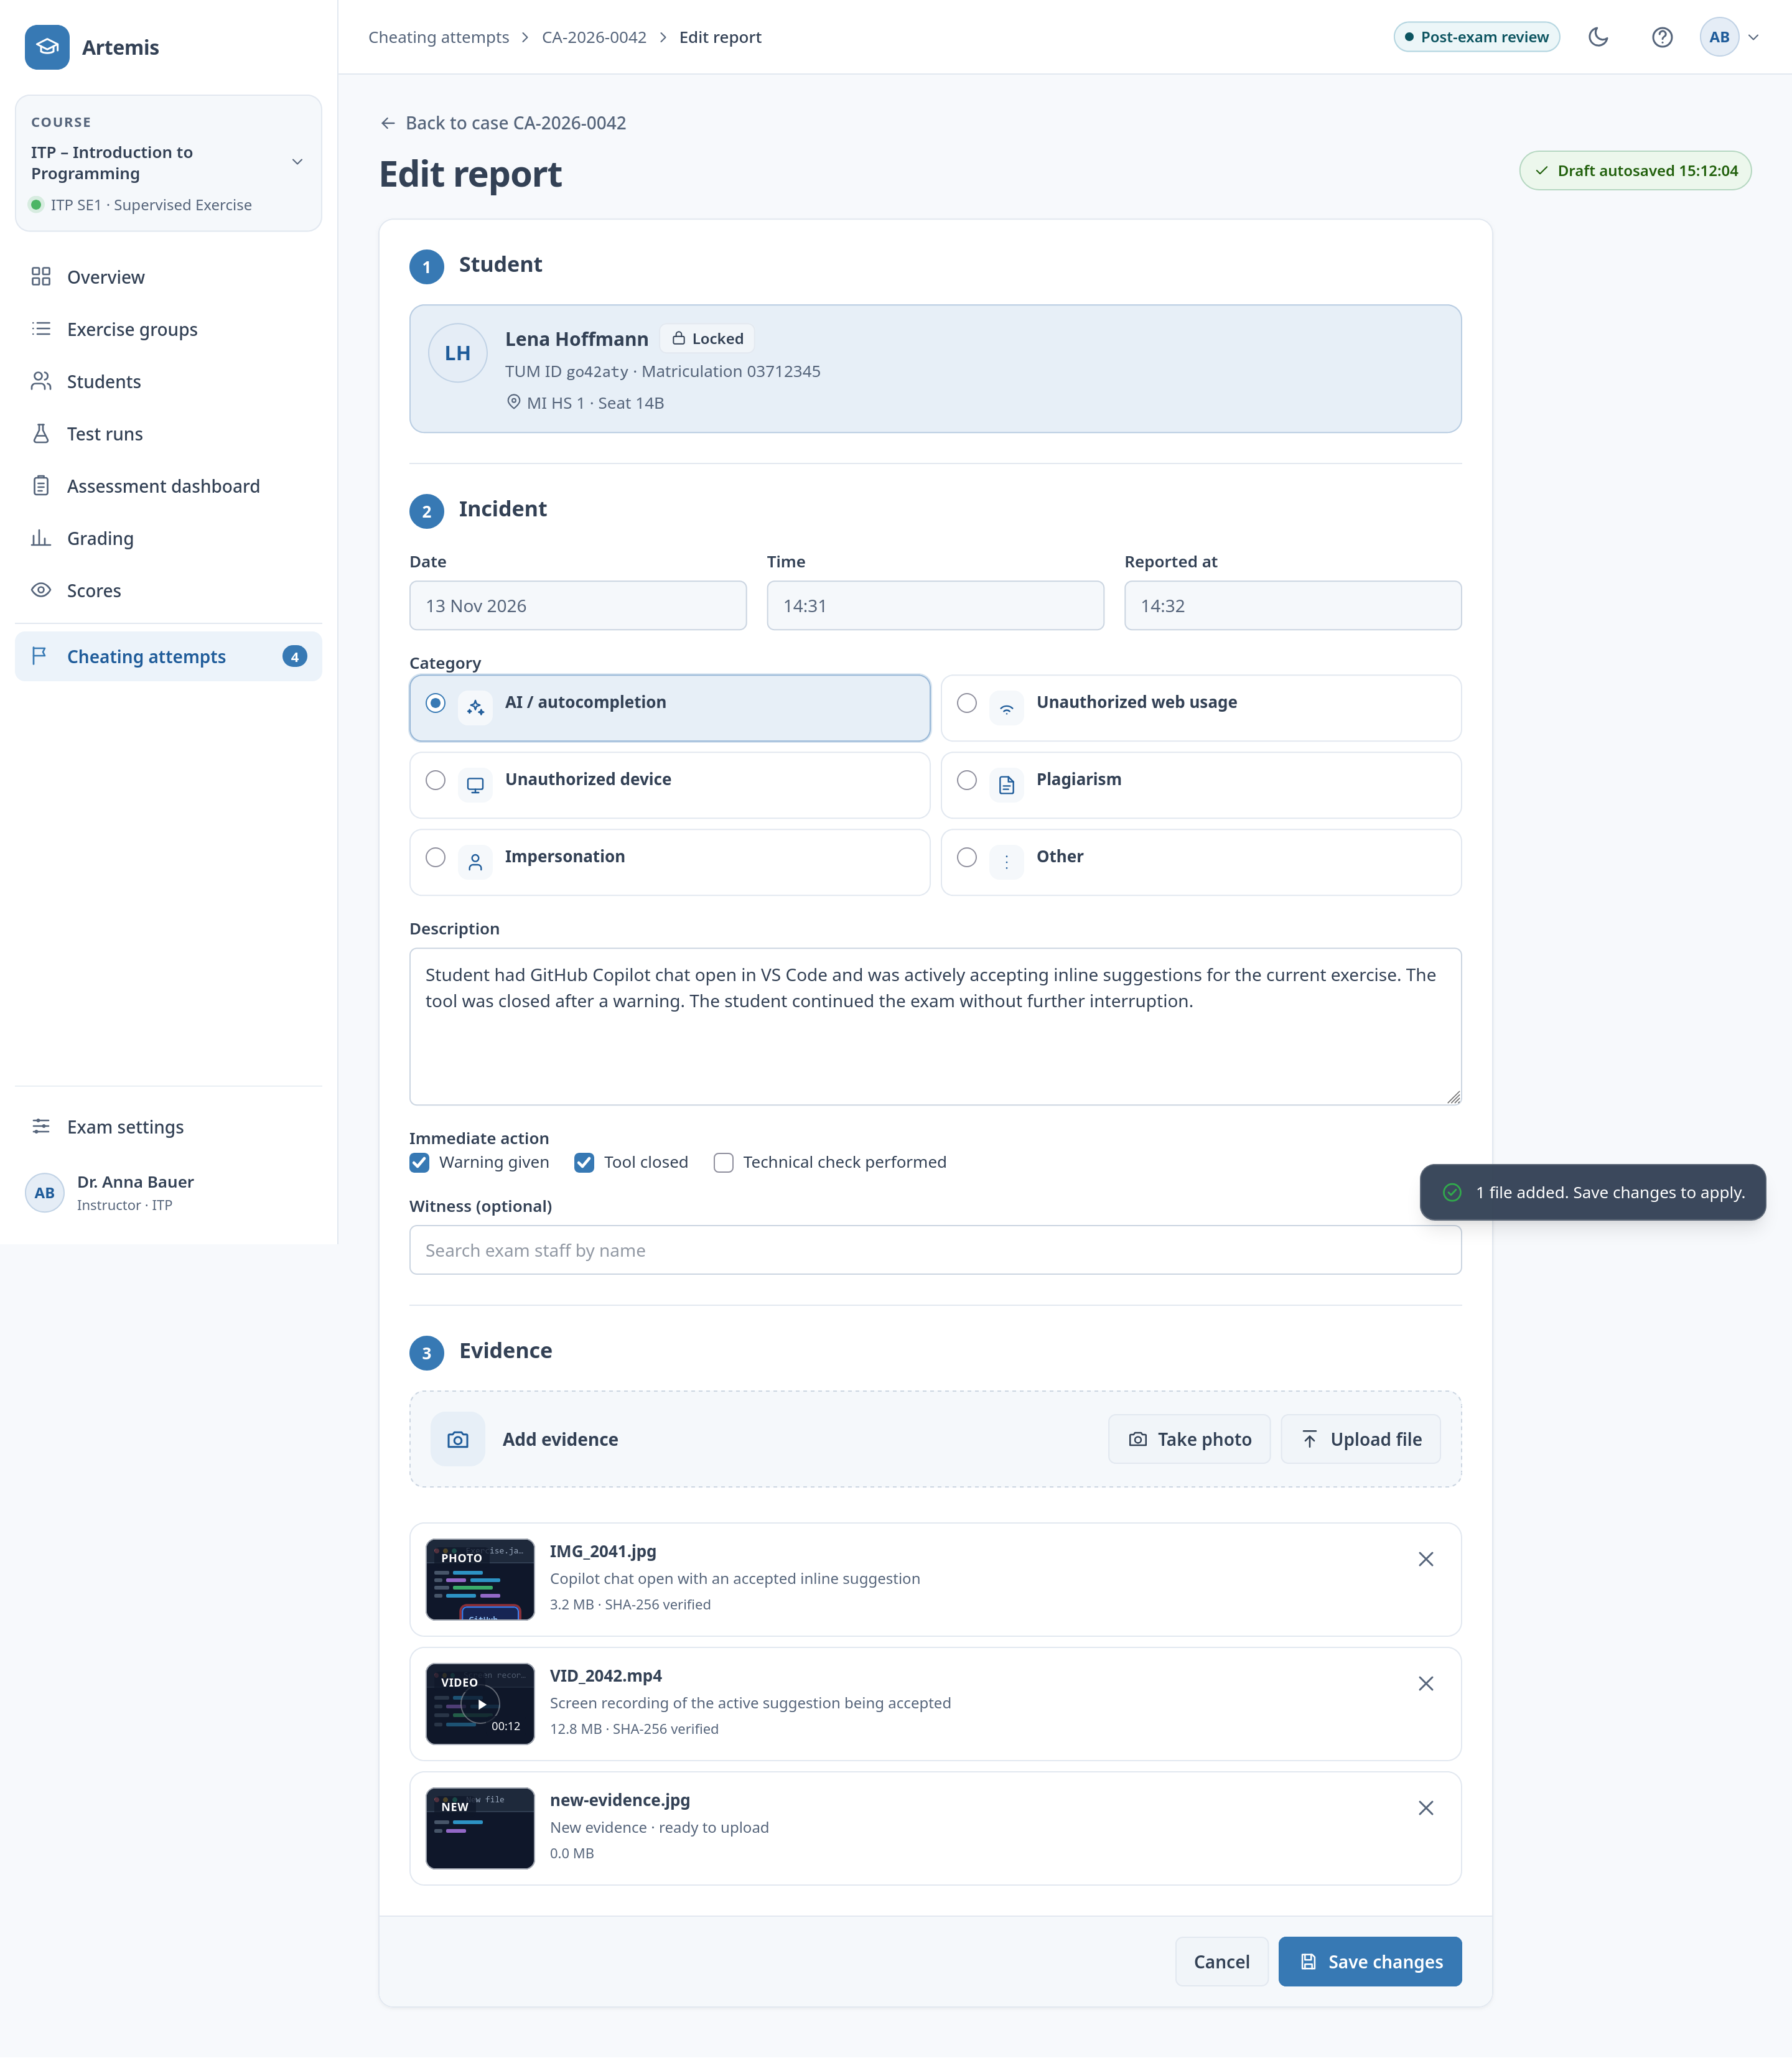 Artemis
COURSE
ITP – Introduction to
Programming
ITP SE1 · Supervised Exercise
Overview
Exercise groups
Students
Test runs
Assessment dashboard
Grading
Scores
Cheating attempts 4
Exam settings
AB
Dr. Anna Bauer
Instructor · ITP
Cheating attempts > CA-2026-0042 > Edit report
Post-exam review
AB
Back to case CA-2026-0042
Edit report
Draft autosaved 15:12:04
1 Student
LH
Lena Hoffmann Locked
TUM ID go42aty · Matriculation 03712345
MI HS 1 · Seat 14B
2 Incident
Date Time Reported at
13 Nov 2026 14:31 14:32
Category
AI / autocompletion Unauthorized web usage
Unauthorized device Plagiarism
Impersonation Other
Description
Student had GitHub Copilot chat open in VS Code and was actively accepting inline suggestions for the current exercise. The
tool was closed after a warning. The student continued the exam without further interruption.
Immediate action
Warning given Tool closed Technical check performed
1 file added. Save changes to apply.
Witness (optional)
Search exam staff by name
3 Evidence
Add evidence Take photo Upload file
PHOTO
IMG_2041.jpg
Copilot chat open with an accepted inline suggestion
3.2 MB · SHA-256 verified
VIDEO
00:12
VID_2042.mp4
Screen recording of the active suggestion being accepted
12.8 MB · SHA-256 verified
NEW
file
new-evidence.jpg
New evidence · ready to upload
0.0 MB
Cancel Save changes